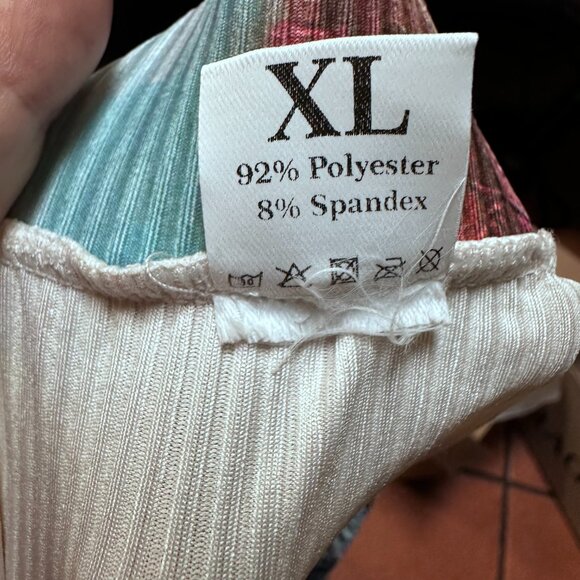 XL
92% Polyester
8% Spandex